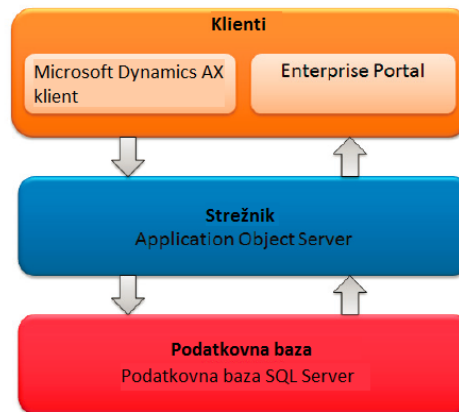 Klienti
Microsoft Dynamics AX
klient
Enterprise Portal
Strežnik
Application Object Server
Podatkovna baza
Podatkovna baza SQL Server